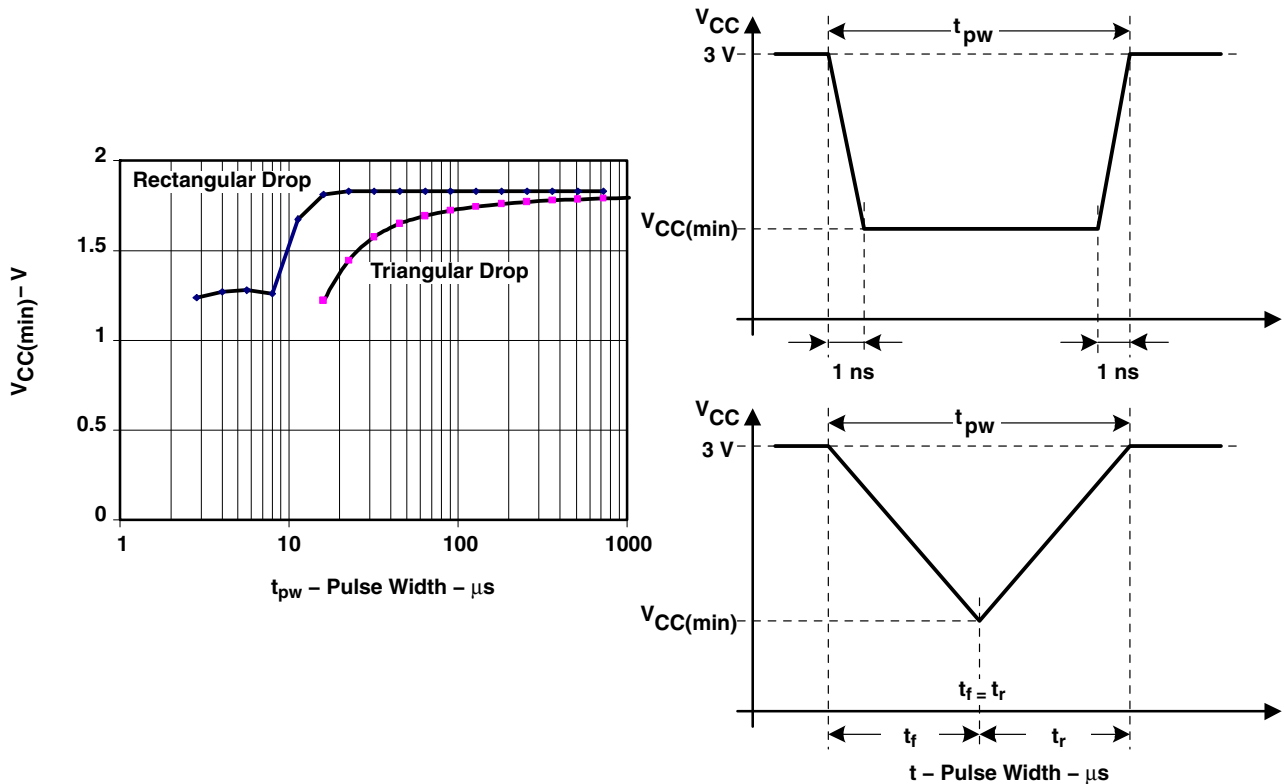 2
1.5
1
0.5
0
VCC(min) – V
Rectangular Drop
Triangular Drop
1
10
100
1000
tpw – Pulse Width – μs
VCC
3 V
tpw
VCC(min)
1 ns
1 ns
VCC
3 V
tpw
VCC(min)
tf = tr
tf
tr
t – Pulse Width – μs